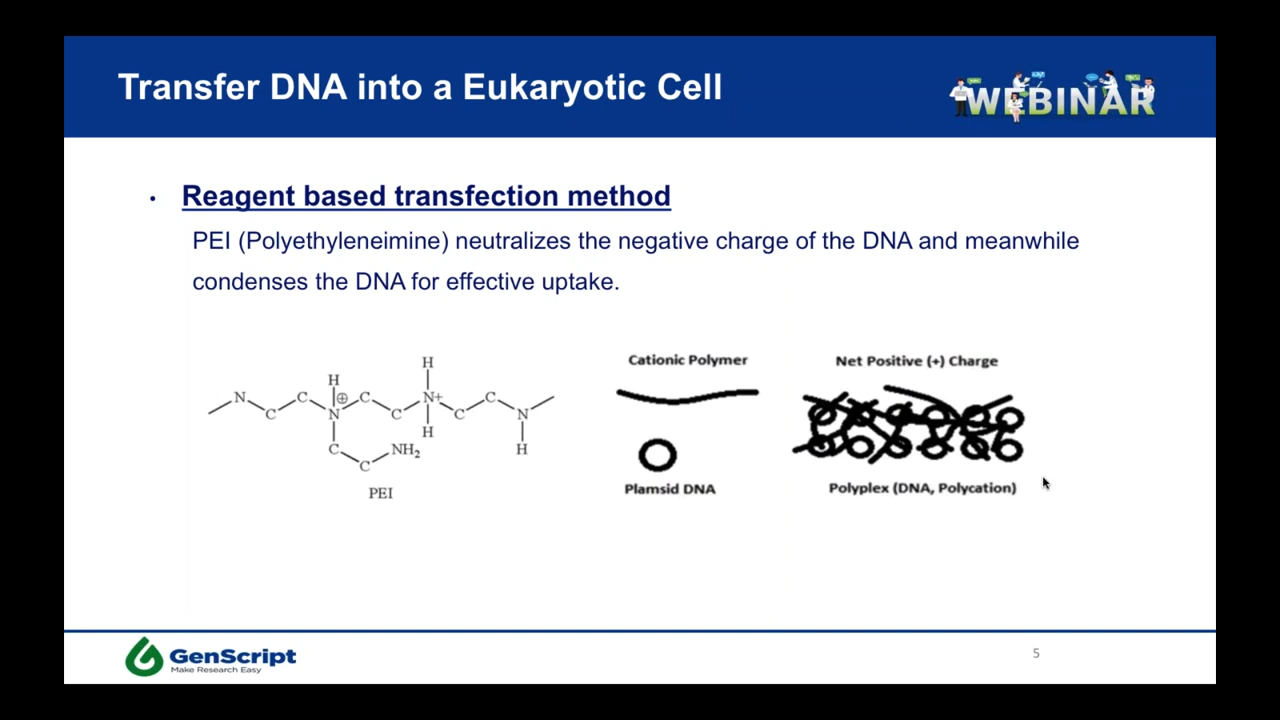 Transfer DNA into a Eukaryotic Cell
WEBINAR
• Reagent based transfection method
PEI (Polyethyleneimine) neutralizes the negative charge of the DNA and meanwhile
condenses the DNA for effective uptake.
H
H
N C C N ⊕ C C N+ C C N
H
H
C C NH₂
PEI
Cationic Polymer
Plamsid DNA
Net Positive (+) Charge
Polyplex (DNA, Polycation)
GenScript
Make Research Easy
5